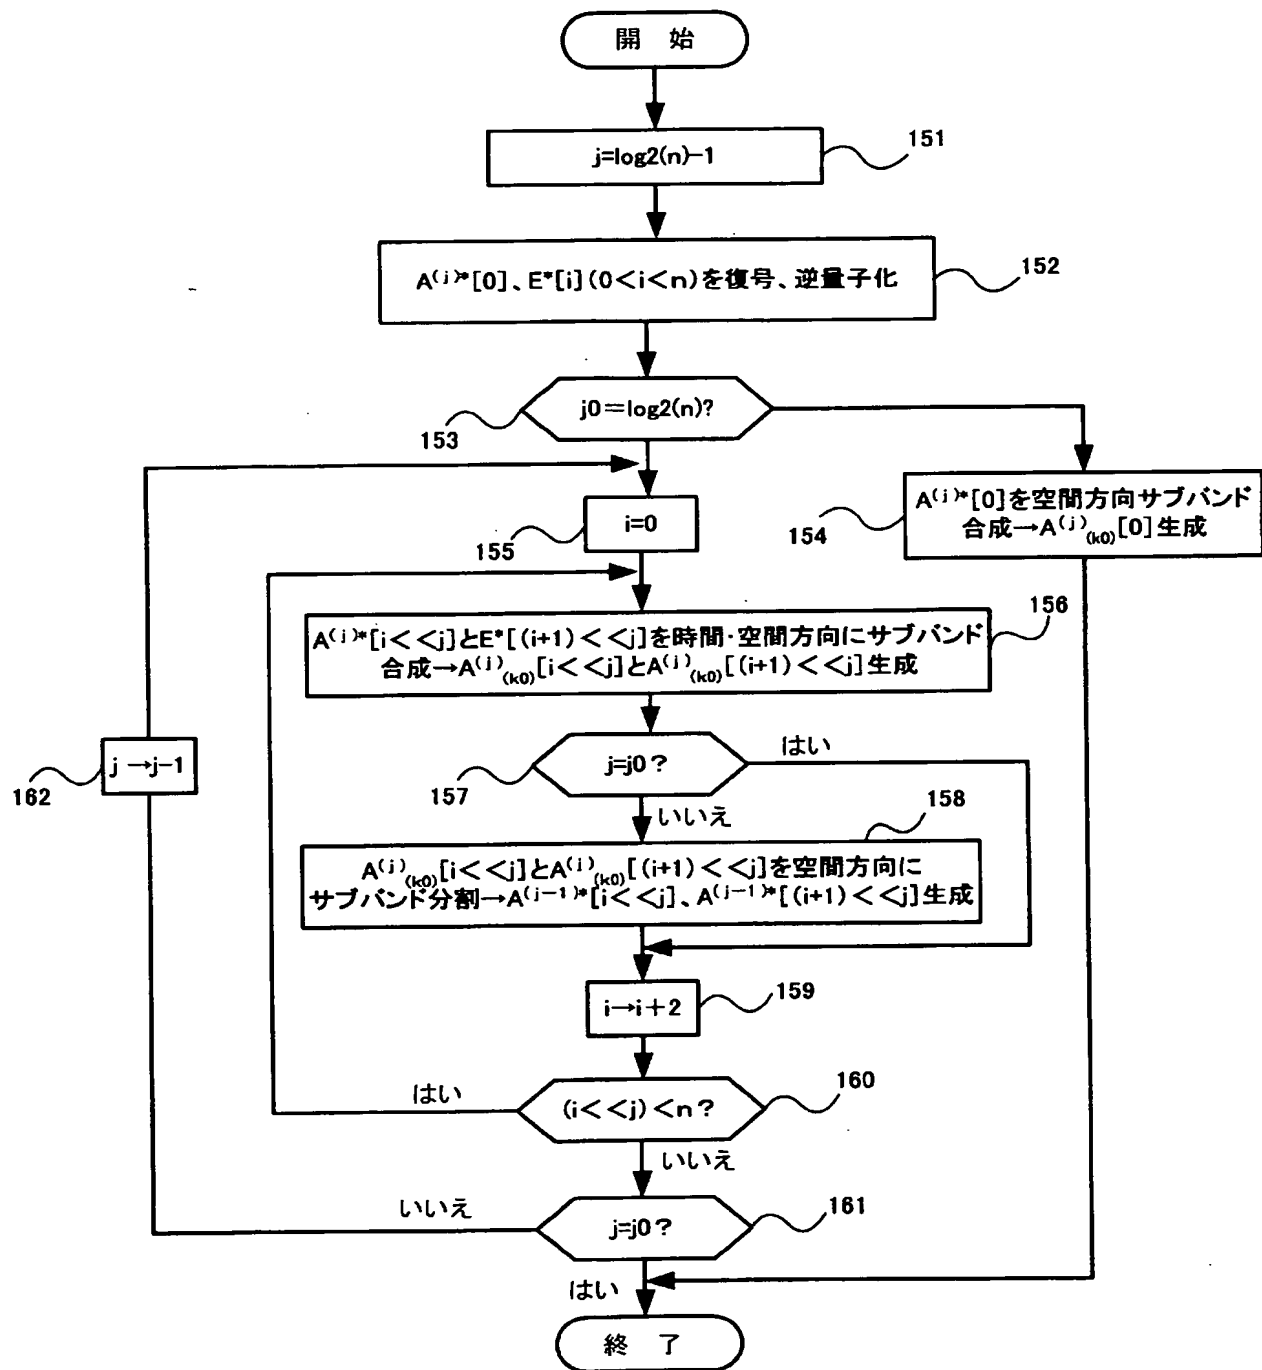 開 始
j=log2(n)-1
151
A(j)*[0]、E*[i](0<i<n)を復号、逆量子化
152
j0=log2(n)?
153
A(j)*[0]を空間方向サブバンド
合成→A(j)(k0)[0]生成
154
i=0
155
A(j)*[i<<j]とE*[(i+1)<<j]を時間・空間方向にサブバンド
合成→A(j)(k0)[i<<j]とA(j)(k0)[(i+1)<<j]生成
156
j=j0?
157
はい
いいえ
j→j-1
162
158
A(j)(k0)[i<<j]とA(j)(k0)[(i+1)<<j]を空間方向に
サブバンド分割→A(j-1)*[i<<j]、A(j-1)*[(i+1)<<j]生成
i→i+2
159
はい
(i<<j)<n?
160
いいえ
いいえ
j=j0?
161
はい
終 了